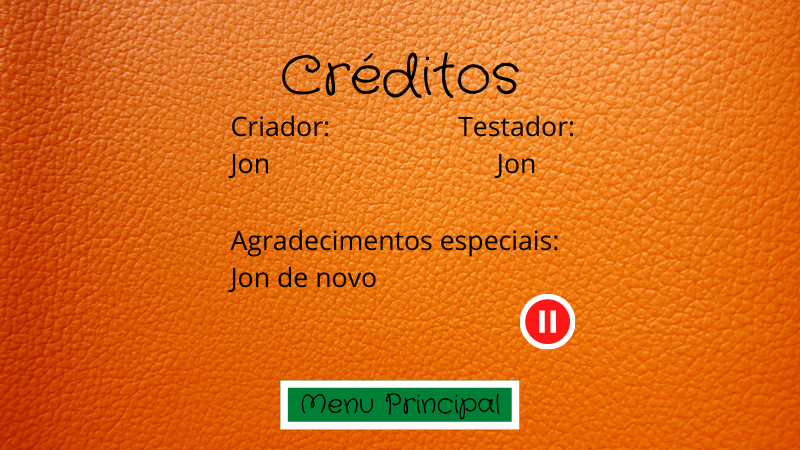 Créditos
Criador:
Testador:
Jon
Jon
Agradecimentos especiais:
Jon de novo
Menu Principal